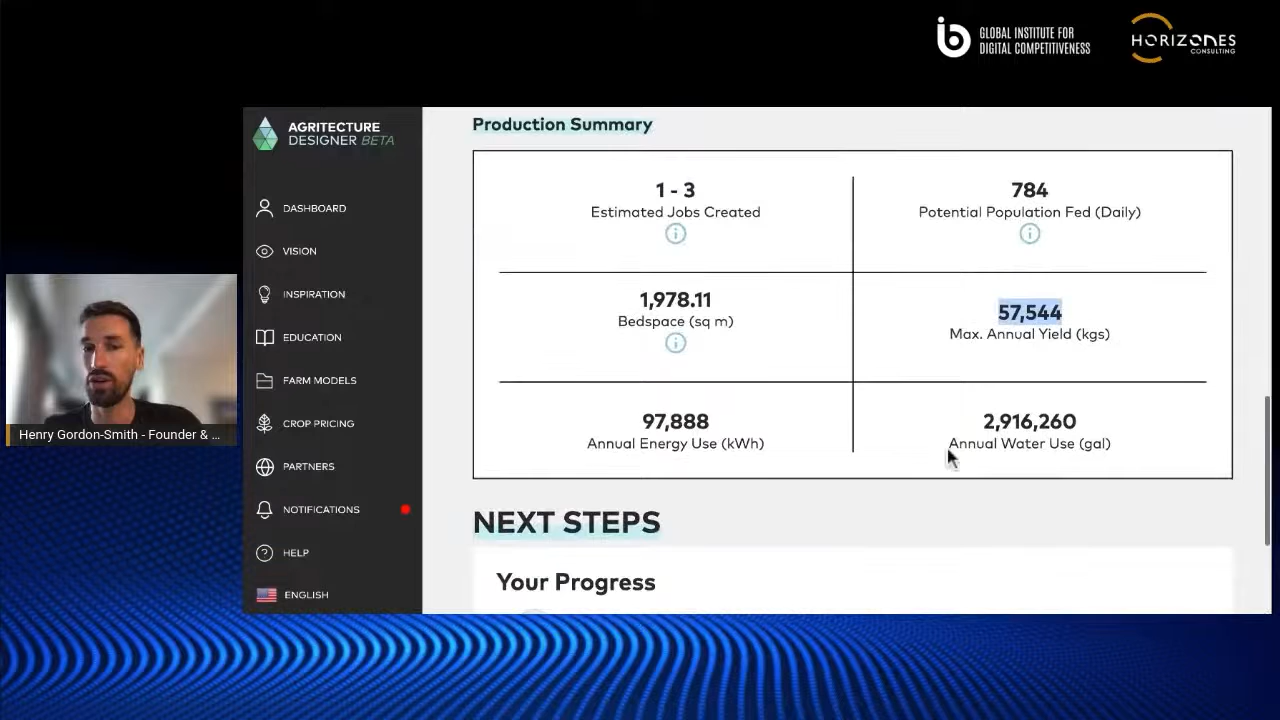 GLOBAL INSTITUTE FOR
DIGITAL COMPETITIVENESS
HORIZONES
CONSULTING
AGRITECTURE
DESIGNER BETA
DASHBOARD
VISION
INSPIRATION
EDUCATION
FARM MODELS
CROP PRICING
PARTNERS
NOTIFICATIONS
HELP
ENGLISH
Production Summary
1 - 3
Estimated Jobs Created
784
Potential Population Fed (Daily)
1,978.11
Bedspace (sq m)
57,544
Max. Annual Yield (kgs)
97,888
Annual Energy Use (kWh)
2,916,260
Annual Water Use (gal)
NEXT STEPS
Your Progress
Henry Gordon-Smith - Founder & ...